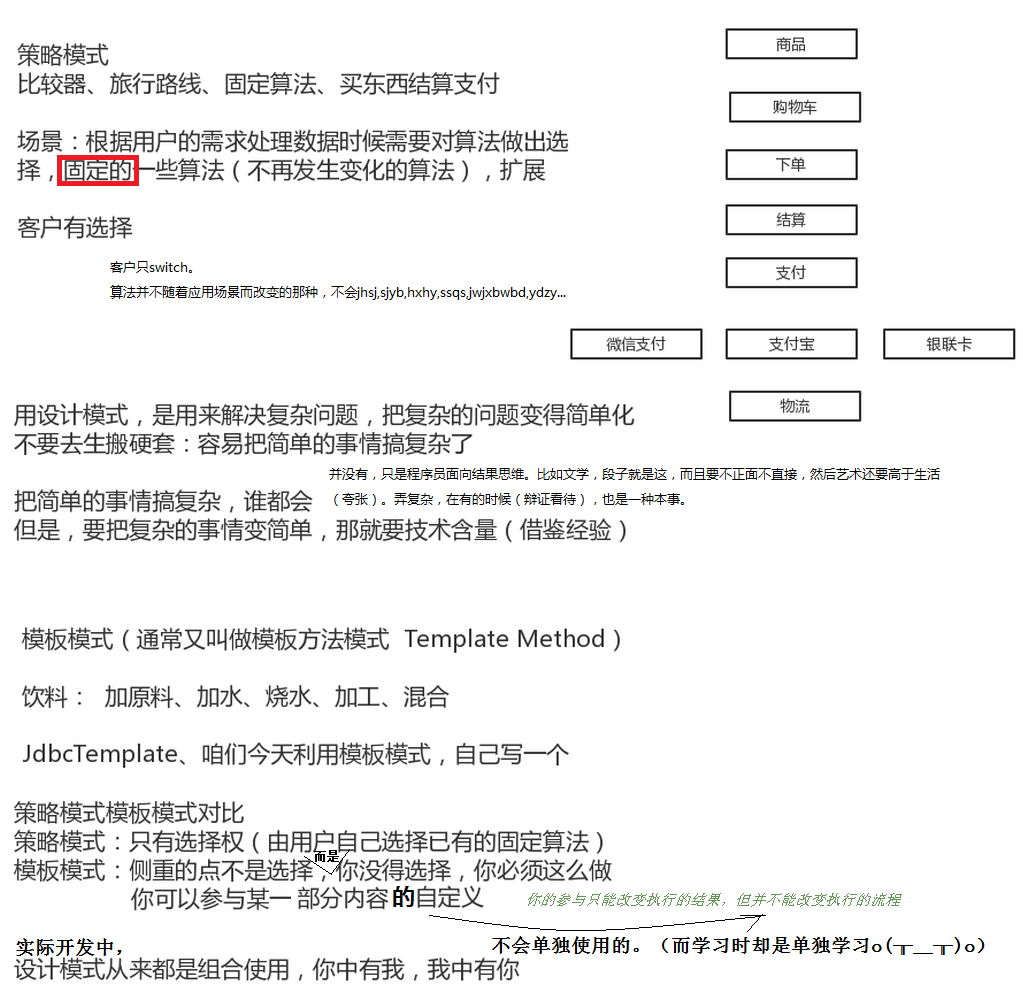 策略模式
比较器、旅行路线、固定算法、买东西结算支付
场景：根据用户的需求处理数据时候需要对算法做出选
择，固定的一些算法（不再发生变化的算法），扩展
客户有选择
客户只switch。
算法并不随着应用场景而改变的那种，不会jhsj,sjyb,hxhy,ssqs,jwjxbwbd,ydzy...
商品
购物车
下单
结算
支付
微信支付 支付宝 银联卡
物流
用设计模式，是用来解决复杂问题，把复杂的问题变得简单化
不要去生搬硬套：容易把简单的事情搞复杂了
并没有，只是程序员面向结果思维。比如文学，段子就是这，而且要不正面不直接，然后艺术还要高于生活
（夸张）。弄复杂，在有的时候（辩证看待），也是一种本事。
把简单的事情搞复杂，谁都会
但是，要把复杂的事情变简单，那就要技术含量（借鉴经验）
模板模式（通常又叫做模板方法模式 Template Method）
饮料： 加原料、加水、烧水、加工、混合
JdbcTemplate、咱们今天利用模板模式，自己写一个
策略模式模板模式对比
策略模式：只有选择权（由用户自己选择已有的固定算法）
而是
模板模式：侧重的点不是选择，你没得选择，你必须这么做
你可以参与某一 部分内容 的自定义
你的参与只能改变执行的结果，但并不能改变执行的流程
实际开发中，
不会单独使用的。（而学习时却是单独学习o(╥﹏╥)o）
设计模式从来都是组合使用，你中有我，我中有你